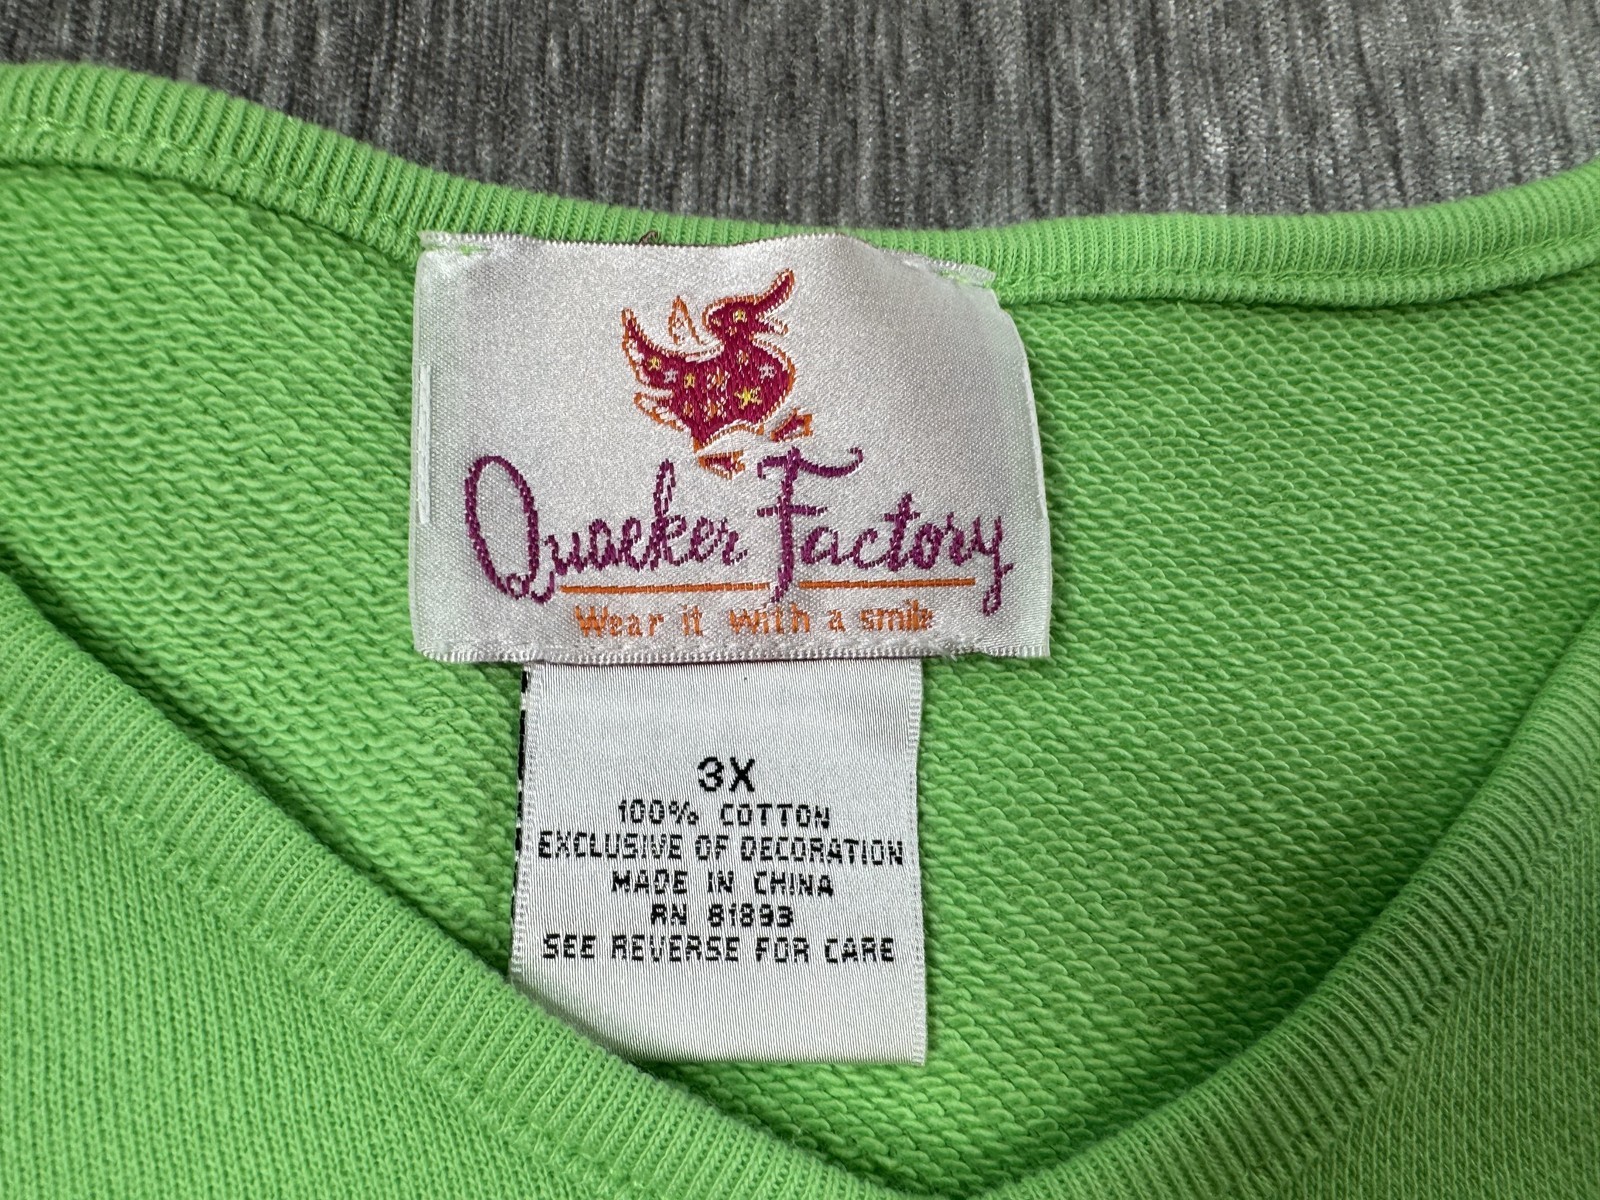 Quacker Factory
Wear it with a smile
3X
100% COTTON
EXCLUSIVE OF DECORATION
MADE IN CHINA
RN 81893
SEE REVERSE FOR CARE